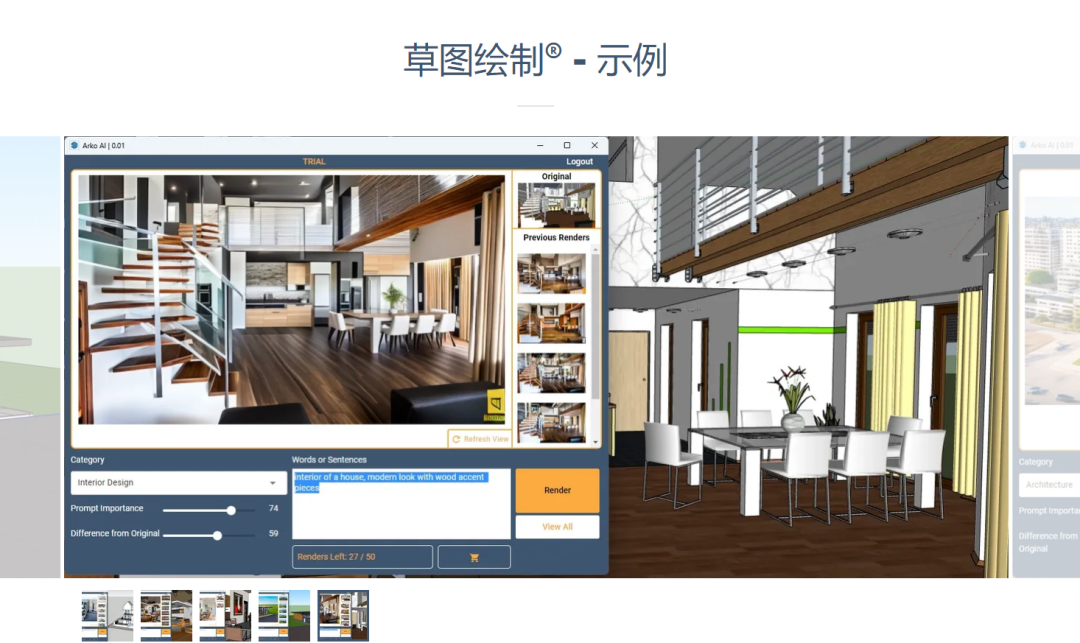 草图绘制® - 示例
Arko AI | 0.01
TRIAL
Logout
Original
Previous Renders
Refresh View
Category
Interior Design
Prompt Importance
74
Difference from Original
59
Words or Sentences
interior of a house, modern look with wood accent
pieces
Render
View All
Renders Left: 27 / 50
Arko AI | 0.01
Category
Architecture
Prompt Importa
Difference from
Original